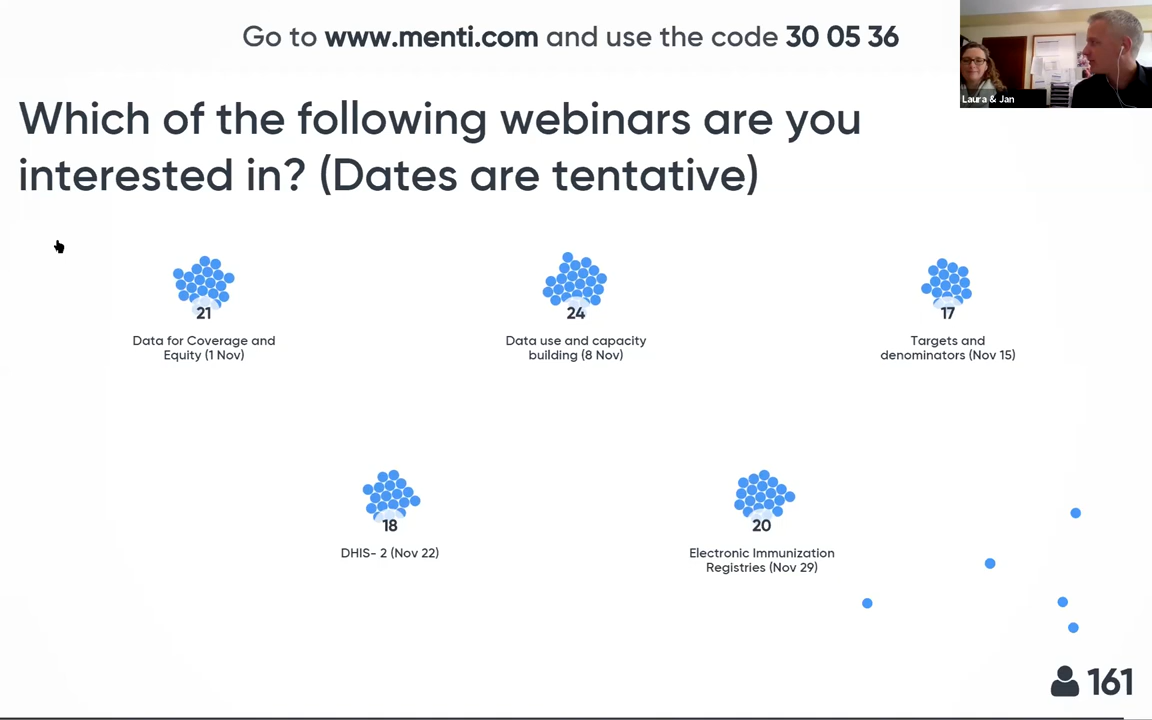 Go to www.menti.com and use the code 30 05 36
Laura & Jan
Which of the following webinars are you
interested in? (Dates are tentative)
21
Data for Coverage and
Equity (1 Nov)
24
Data use and capacity
building (8 Nov)
17
Targets and
denominators (Nov 15)
18
DHIS- 2 (Nov 22)
20
Electronic Immunization
Registries (Nov 29)
161